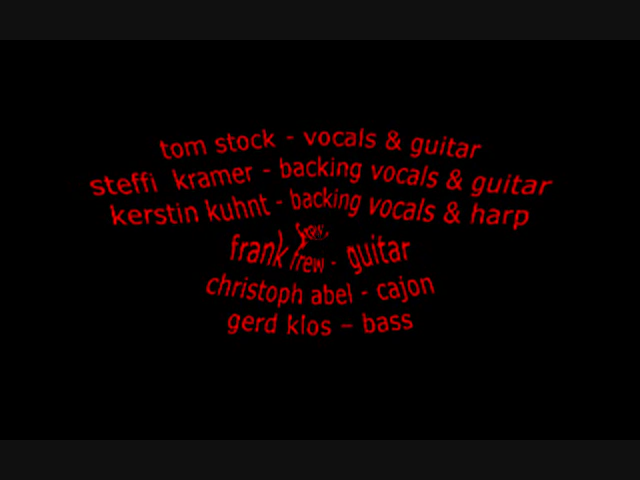 tom stock - vocals & guitar
steffi kramer - backing vocals & guitar
kerstin kuhnt - backing vocals & harp
frank frew - guitar
christoph abel - cajon
gerd klos – bass